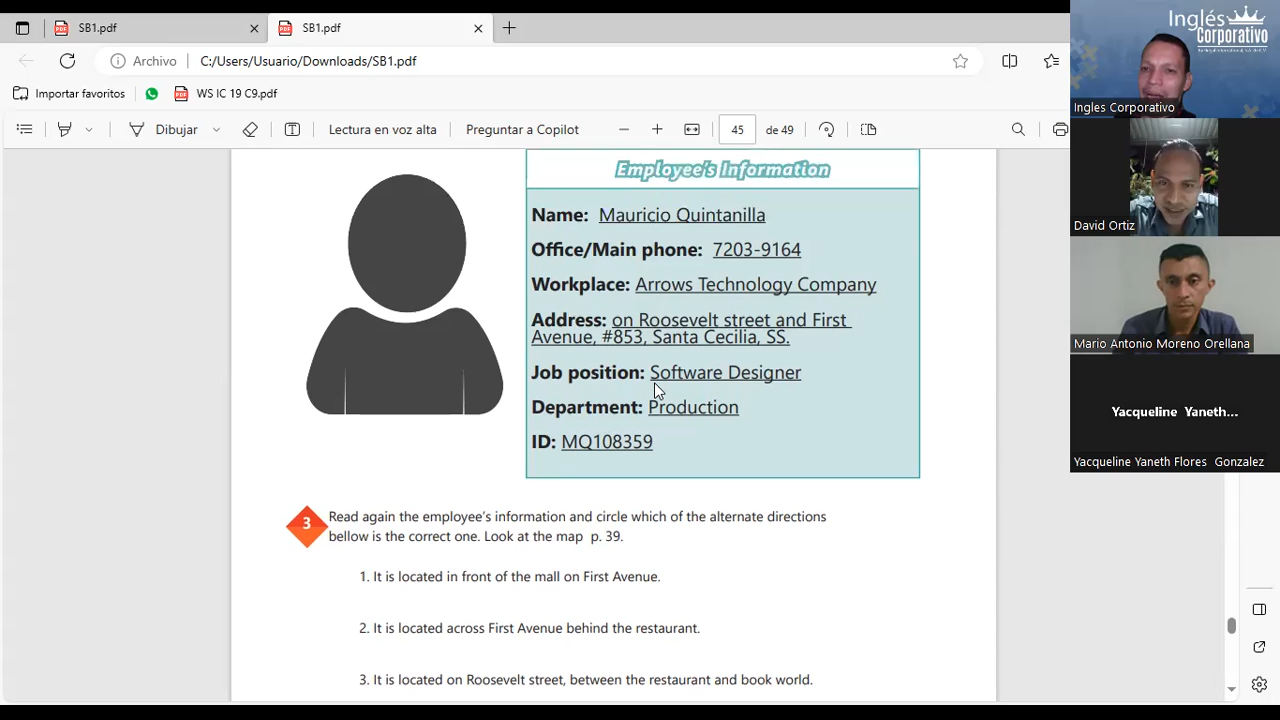 SB1.pdf
SB1.pdf
Archivo
C:/Users/Usuario/Downloads/SB1.pdf
Importar favoritos
WS IC 19 C9.pdf
Dibujar
Lectura en voz alta
Preguntar a Copilot
45
de 49
Employee's Information
Name: Mauricio Quintanilla
Office/Main phone: 7203-9164
Workplace: Arrows Technology Company
Address: on Roosevelt street and First
Avenue, #853, Santa Cecilia, SS.
Job position: Software Designer
Department: Production
ID: MQ108359
3
Read again the employee's information and circle which of the alternate directions
bellow is the correct one. Look at the map p. 39.
1. It is located in front of the mall on First Avenue.
2. It is located across First Avenue behind the restaurant.
3. It is located on Roosevelt street, between the restaurant and book world.
Inglés
Corporativo
Ingles Corporativo
David Ortiz
Mario Antonio Moreno Orellana
Yacqueline Yaneth...
Yacqueline Yaneth Flores Gonzalez